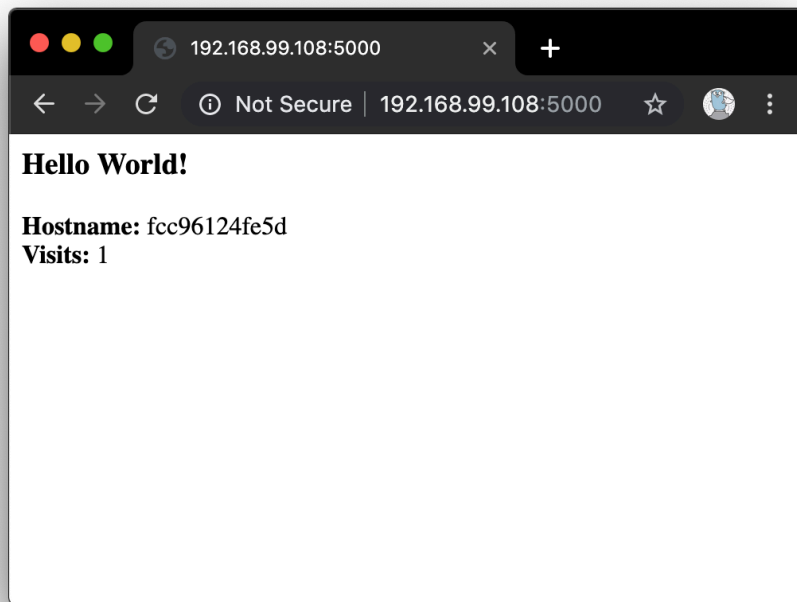 192.168.99.108:5000
Not Secure 192.168.99.108:5000
Hello World!
Hostname: fcc96124fe5d
Visits: 1